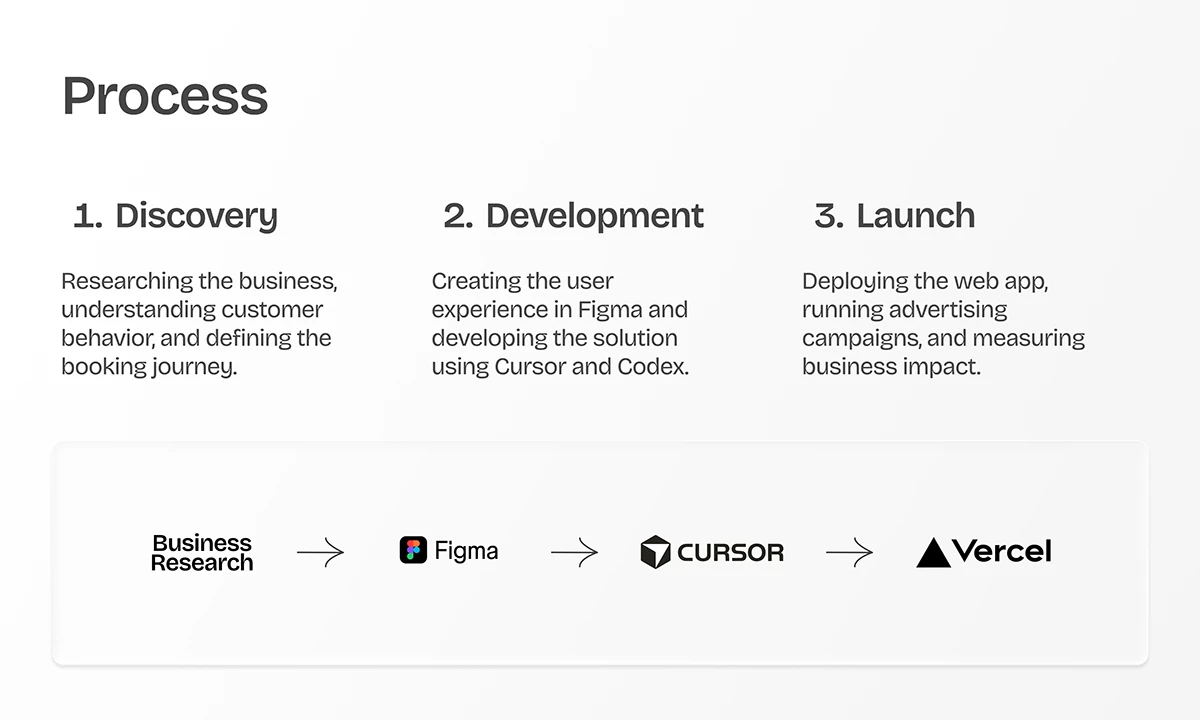 Process
1. Discovery
Researching the business,
understanding customer
behavior, and defining the
booking journey.
2. Development
Creating the user
experience in Figma and
developing the solution
using Cursor and Codex.
3. Launch
Deploying the web app,
running advertising
campaigns, and measuring
business impact.
Business
Research
Figma
CURSOR
Vercel